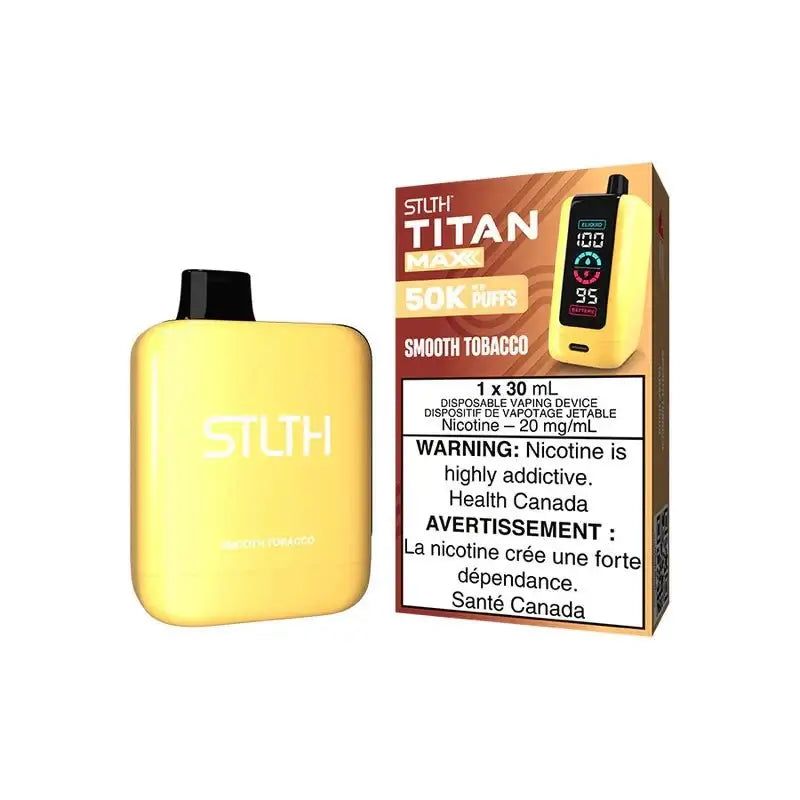 STLTH
SMOOTH TOBACCO
STLTH
TITAN
MAX
50K
PUFFS
SMOOTH TOBACCO
ELIQUID
100
95
BATTERY
1 x 30 mL
DISPOSABLE VAPING DEVICE
DISPOSITIF DE VAPOTAGE JETABLE
Nicotine – 20 mg/mL
WARNING: Nicotine is
highly addictive.
Health Canada
AVERTISSEMENT :
La nicotine crée une forte
dépendance.
Santé Canada